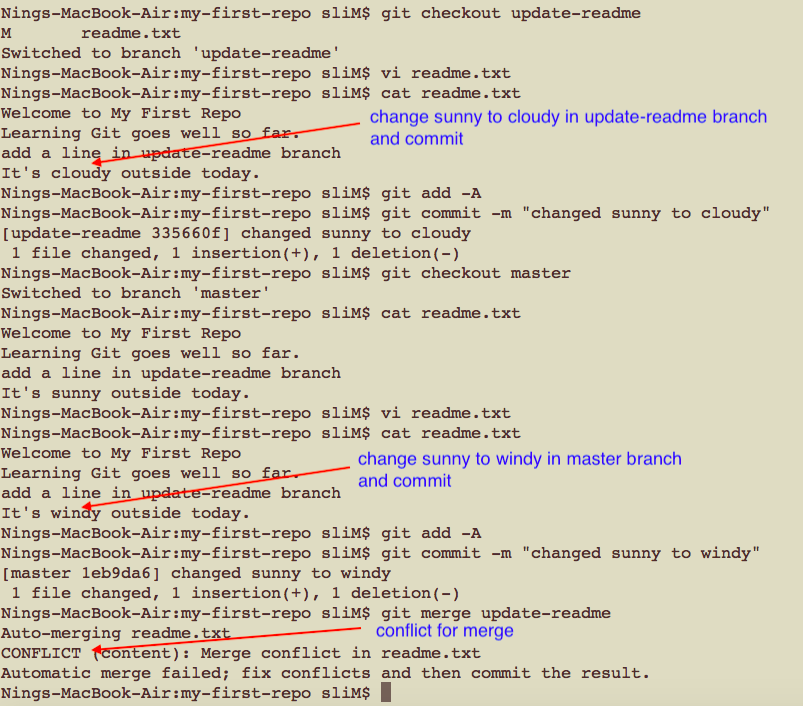 Nings-MacBook-Air:my-first-repo sliM$ git checkout update-readme
M       readme.txt
Switched to branch 'update-readme'
Nings-MacBook-Air:my-first-repo sliM$ vi readme.txt
Nings-MacBook-Air:my-first-repo sliM$ cat readme.txt
Welcome to My First Repo
change sunny to cloudy in update-readme branch
and commit
Learning Git goes well so far.
add a line in update-readme branch
It's cloudy outside today.
Nings-MacBook-Air:my-first-repo sliM$ git add -A
Nings-MacBook-Air:my-first-repo sliM$ git commit -m "changed sunny to cloudy"
[update-readme 335660f] changed sunny to cloudy
 1 file changed, 1 insertion(+), 1 deletion(-)
Nings-MacBook-Air:my-first-repo sliM$ git checkout master
Switched to branch 'master'
Nings-MacBook-Air:my-first-repo sliM$ cat readme.txt
Welcome to My First Repo
Learning Git goes well so far.
add a line in update-readme branch
It's sunny outside today.
Nings-MacBook-Air:my-first-repo sliM$ vi readme.txt
Nings-MacBook-Air:my-first-repo sliM$ cat readme.txt
Welcome to My First Repo
change sunny to windy in master branch
and commit
Learning Git goes well so far.
add a line in update-readme branch
It's windy outside today.
Nings-MacBook-Air:my-first-repo sliM$ git add -A
Nings-MacBook-Air:my-first-repo sliM$ git commit -m "changed sunny to windy"
[master 1eb9da6] changed sunny to windy
 1 file changed, 1 insertion(+), 1 deletion(-)
Nings-MacBook-Air:my-first-repo sliM$ git merge update-readme
Auto-merging readme.txt
conflict for merge
CONFLICT (content): Merge conflict in readme.txt
Automatic merge failed; fix conflicts and then commit the result.
Nings-MacBook-Air:my-first-repo sliM$